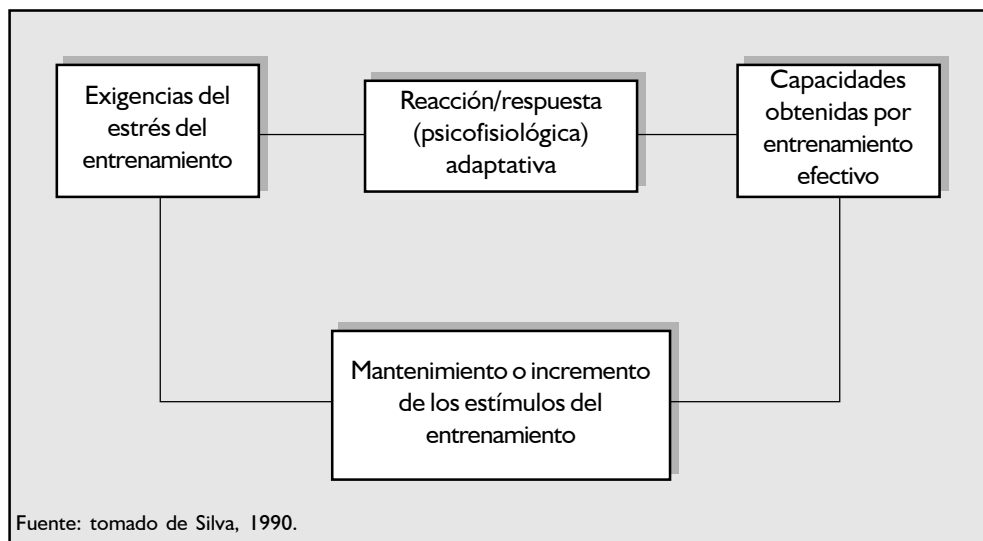 Exigencias del
estrés del
entrenamiento
Reacción/respuesta
(psicofisiológica)
adaptativa
Capacidades
obtenidas por
entrenamiento
efectivo
Mantenimiento o incremento
de los estímulos del
entrenamiento
Fuente: tomado de Silva, 1990.